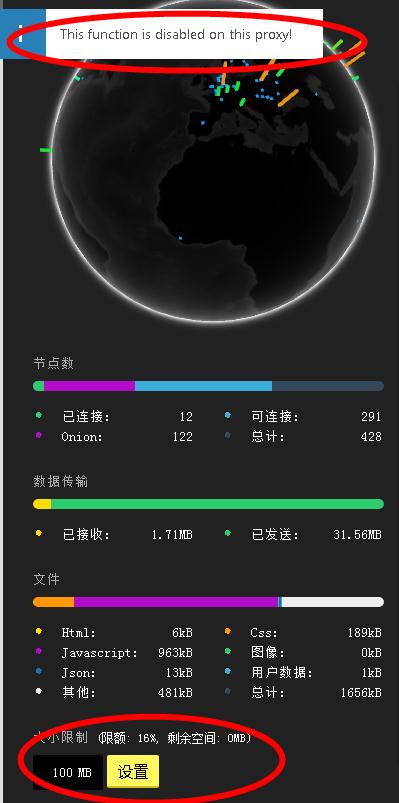 i This function is disabled on this proxy!
节点数
已连接: 12 可连接: 291
Onion: 122 总计: 428
数据传输
已接收: 1.71MB 已发送: 31.56MB
文件
Html: 6kB Css: 189kB
Javascript: 963kB 图像: 0kB
Json: 13kB 用户数据: 1kB
其他: 481kB 总计: 1656kB
大小限制 (限额: 16%, 剩余空间: 0MB)
100 MB 设置